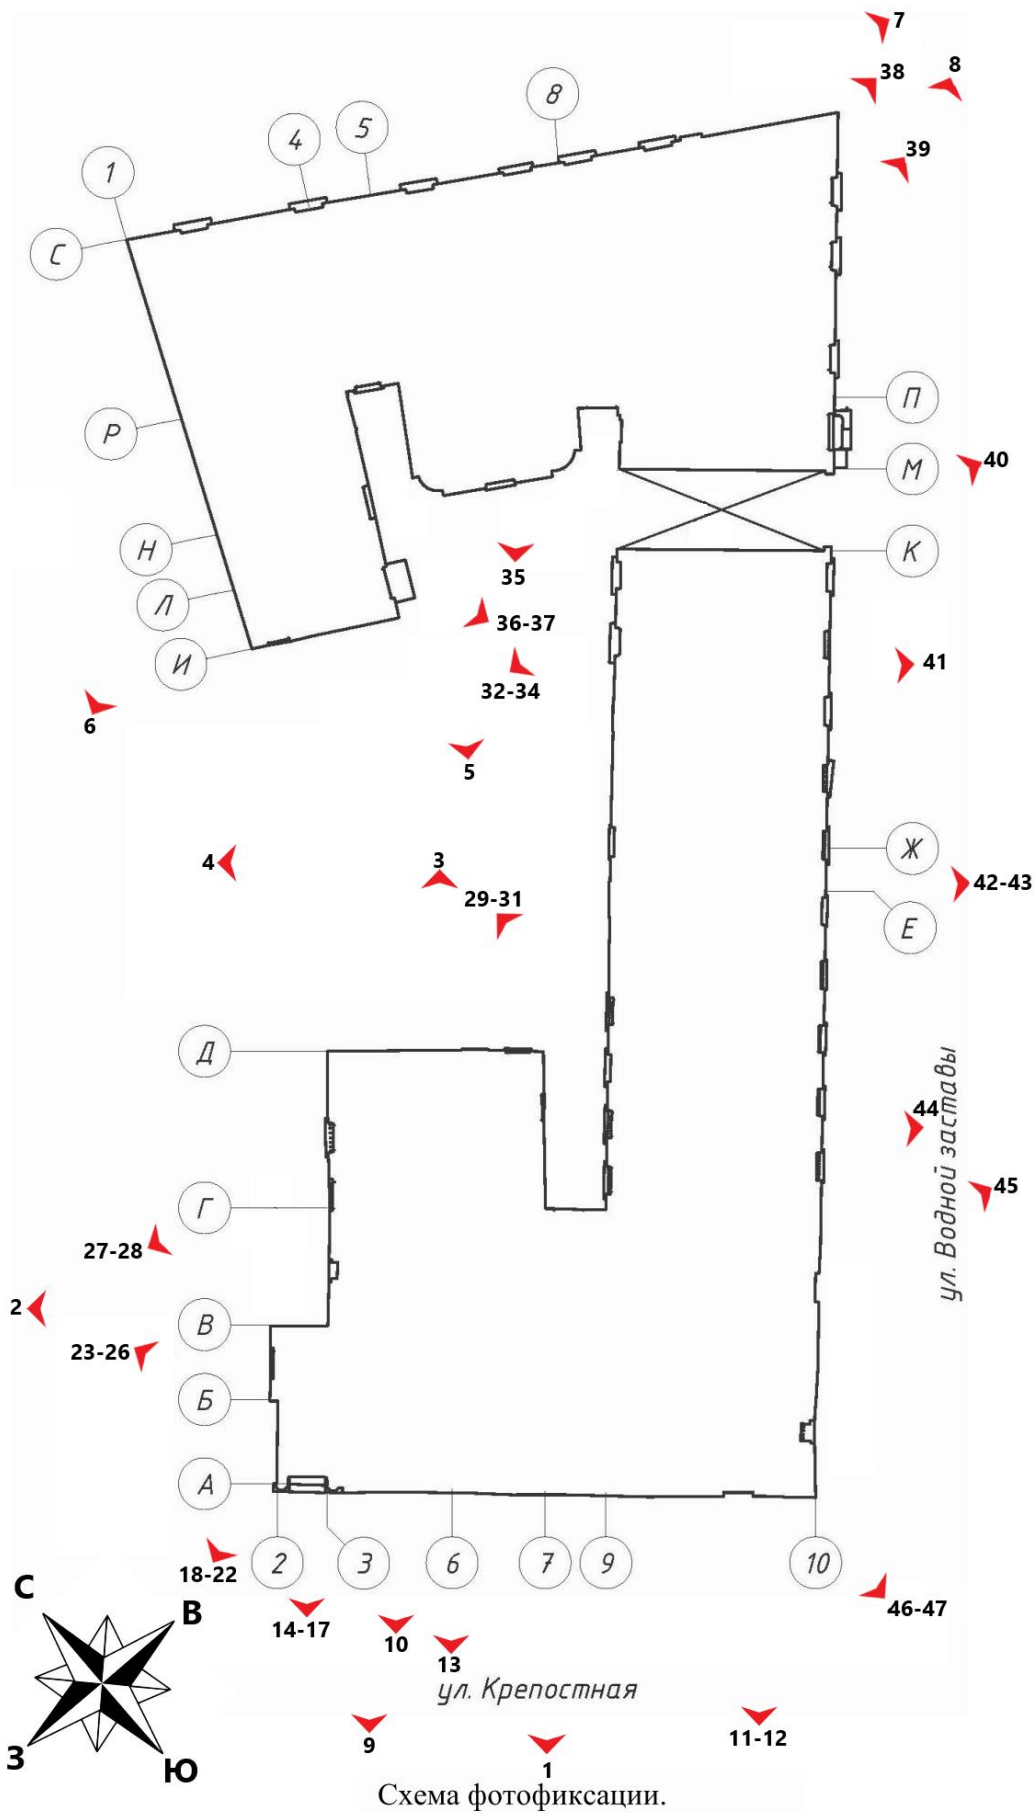 7
38
8
8
39
5
4
1
С
П
Р
М
40
Н
К
35
Л
36-37
И
41
32-34
6
5
Ж
3
4
42-43
29-31
Е
Д
44
ул. Водной заставы
45
Г
27-28
2
В
23-26
Б
А
2
3
6
7
9
10
18-22
С
46-47
В
14-17
10
13
ул. Крепостная
11-12
9
З
1
Ю
Схема фотофиксации.